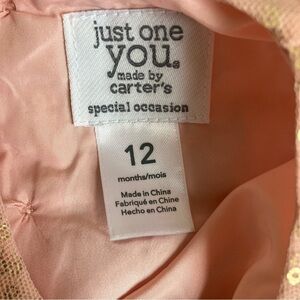 just one
you®
made by
carter's
special occasion
12
months/mois
Made in China
Fabriqué en Chine
Hecho en China